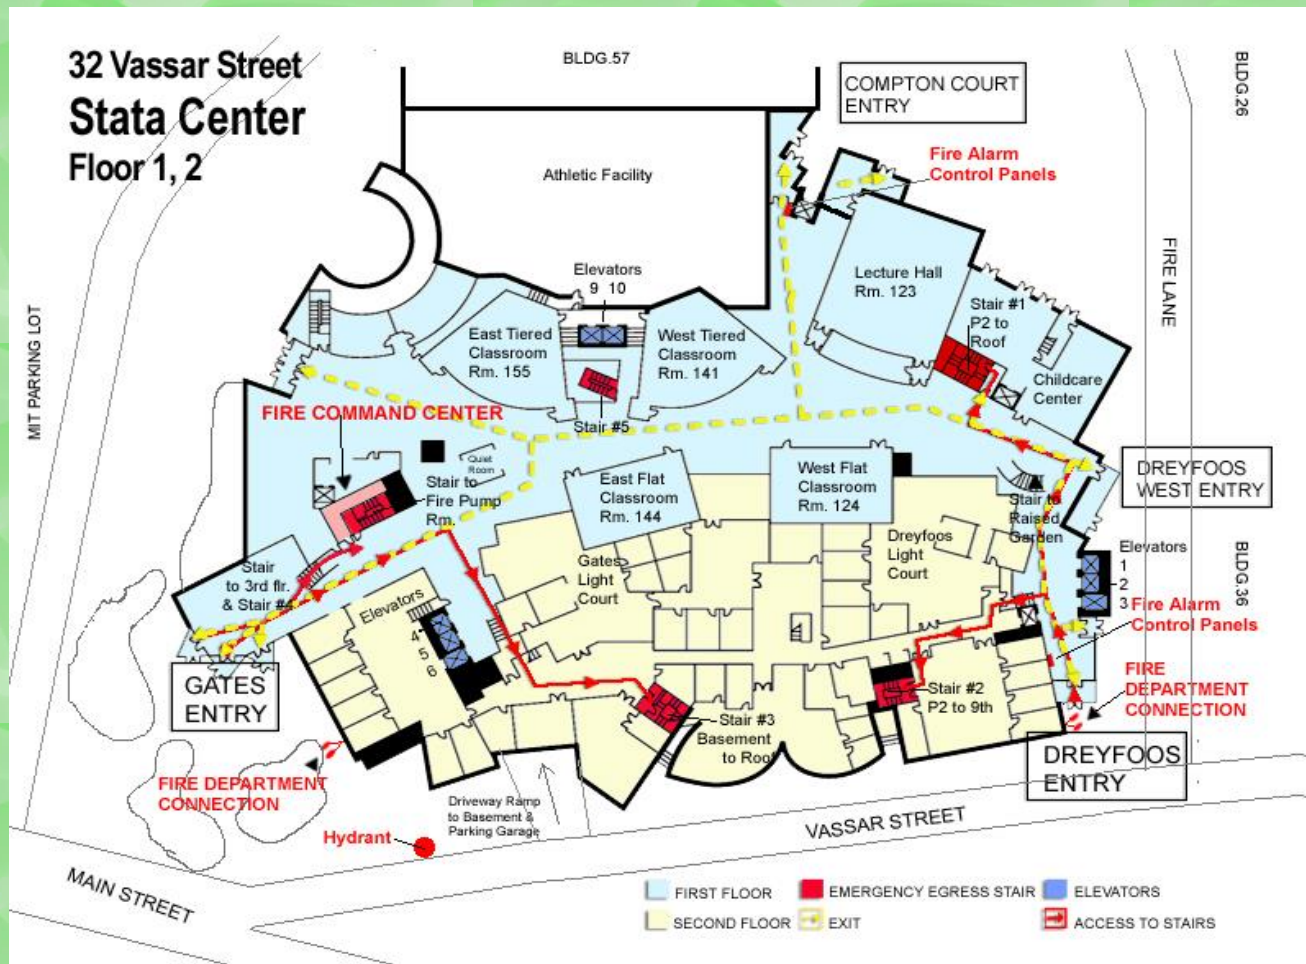 32 Vassar Street
Stata Center
Floor 1, 2
BLDG.57
COMPTON COURT
ENTRY
BLDG.26
Fire Alarm
Control Panels
Athletic Facility
FIRE LANE
MIT PARKING LOT
Elevators
9 10
Lecture Hall
Rm. 123
Stair #1
P2 to
Roof
East Tiered
Classroom
Rm. 155
West Tiered
Classroom
Rm. 141
Childcare
Center
Stair #5
FIRE COMMAND CENTER
Quiet
Room
Stair to
Fire Pump
Rm.
East Flat
Classroom
Rm. 144
West Flat
Classroom
Rm. 124
DREYFOOS
WEST ENTRY
Stair to
Raised
Garden
Dreyfoos
Light
Court
Gates
Light
Court
Elevators
1
2
3
BLDG.36
Stair
to 3rd flr.
& Stair #4
Elevators
4
5
6
Fire Alarm
Control Panels
GATES
ENTRY
FIRE
DEPARTMENT
CONNECTION
Stair #2
P2 to 9th
Stair #3
Basement
to Roof
DREYFOOS
ENTRY
FIRE DEPARTMENT
CONNECTION
Driveway Ramp
to Basement &
Parking Garage
Hydrant
VASSAR STREET
MAIN STREET
FIRST FLOOR
EMERGENCY EGRESS STAIR
ELEVATORS
SECOND FLOOR
EXIT
ACCESS TO STAIRS